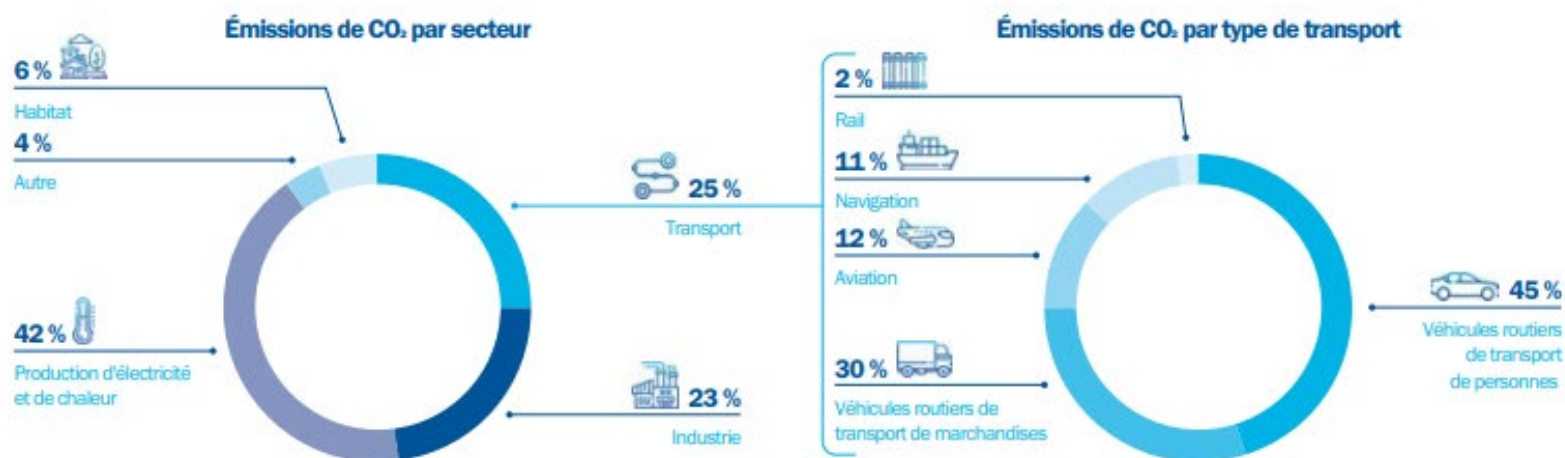 Émissions de CO₂ par secteur
6 %
Habitat
4 %
Autre
42 %
Production d'électricité
et de chaleur
25 %
Transport
23 %
Industrie
Émissions de CO₂ par type de transport
2 %
Rail
11 %
Navigation
12 %
Aviation
30 %
Véhicules routiers de
transport de marchandises
45 %
Véhicules routiers
de transport
de personnes